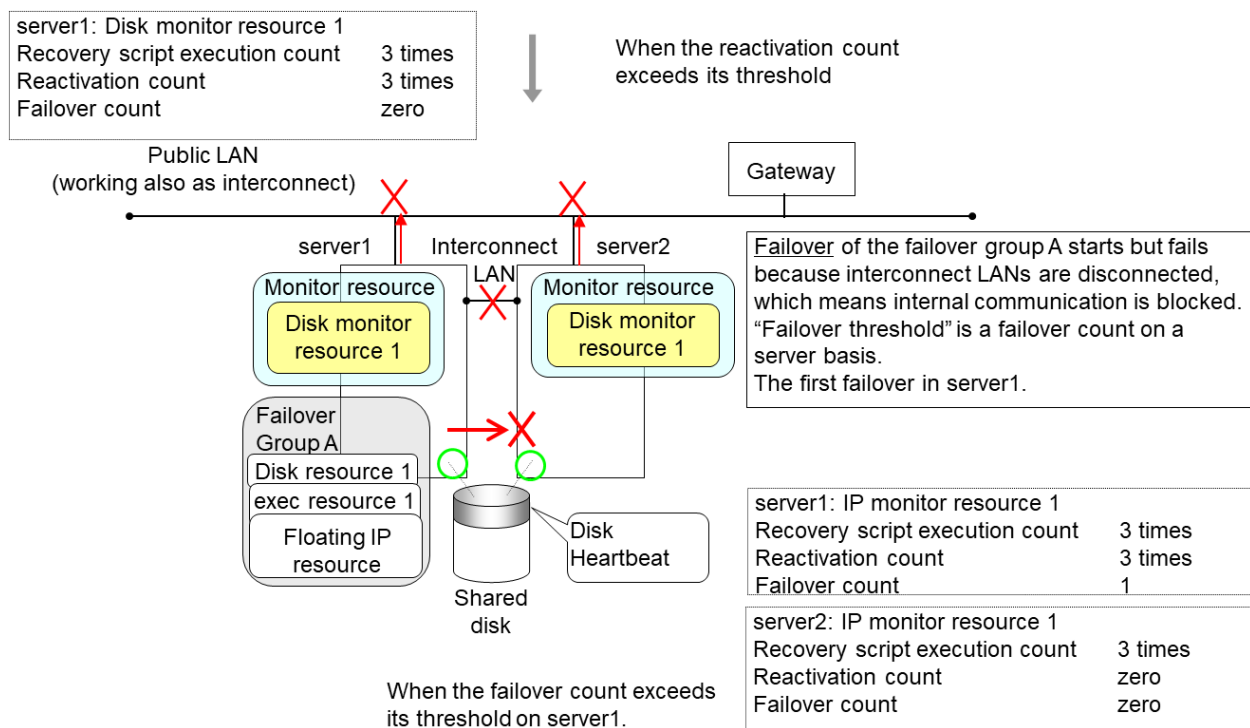 server1: Disk monitor resource 1
Recovery script execution count 3 times
Reactivation count 3 times
Failover count zero
When the reactivation count
exceeds its threshold
Public LAN
(working also as interconnect)
Gateway
server1
Interconnect
LAN
server2
Monitor resource
Disk monitor
resource 1
Monitor resource
Disk monitor
resource 1
Failover of the failover group A starts but fails
because interconnect LANs are disconnected,
which means internal communication is blocked.
“Failover threshold” is a failover count on a
server basis.
The first failover in server1.
Failover
Group A
Disk resource 1
exec resource 1
Floating IP
resource
Shared
disk
Disk
Heartbeat
server1: IP monitor resource 1
Recovery script execution count 3 times
Reactivation count 3 times
Failover count 1
server2: IP monitor resource 1
Recovery script execution count 3 times
Reactivation count zero
Failover count zero
When the failover count exceeds
its threshold on server1.